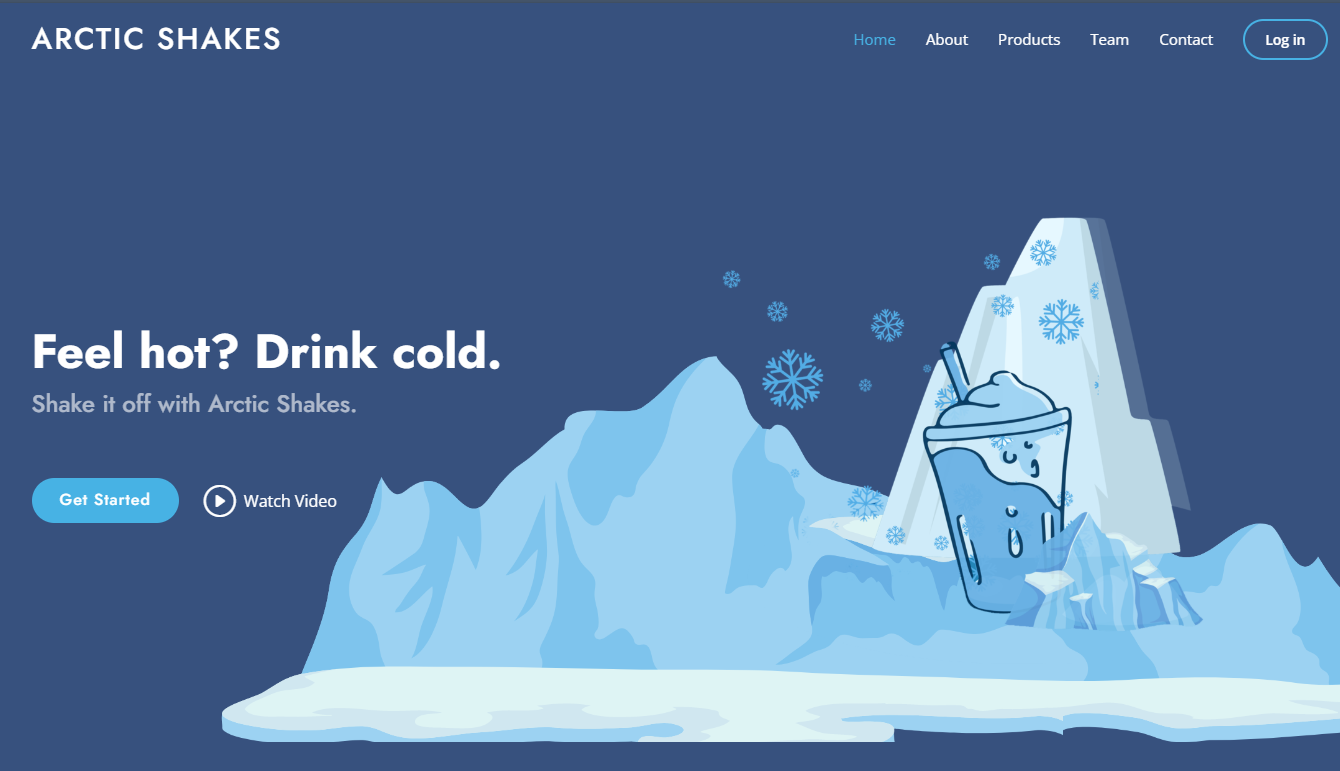 ARCTIC SHAKES
Home About Products Team Contact Log in
Feel hot? Drink cold.
Shake it off with Arctic Shakes.
Get Started Watch Video